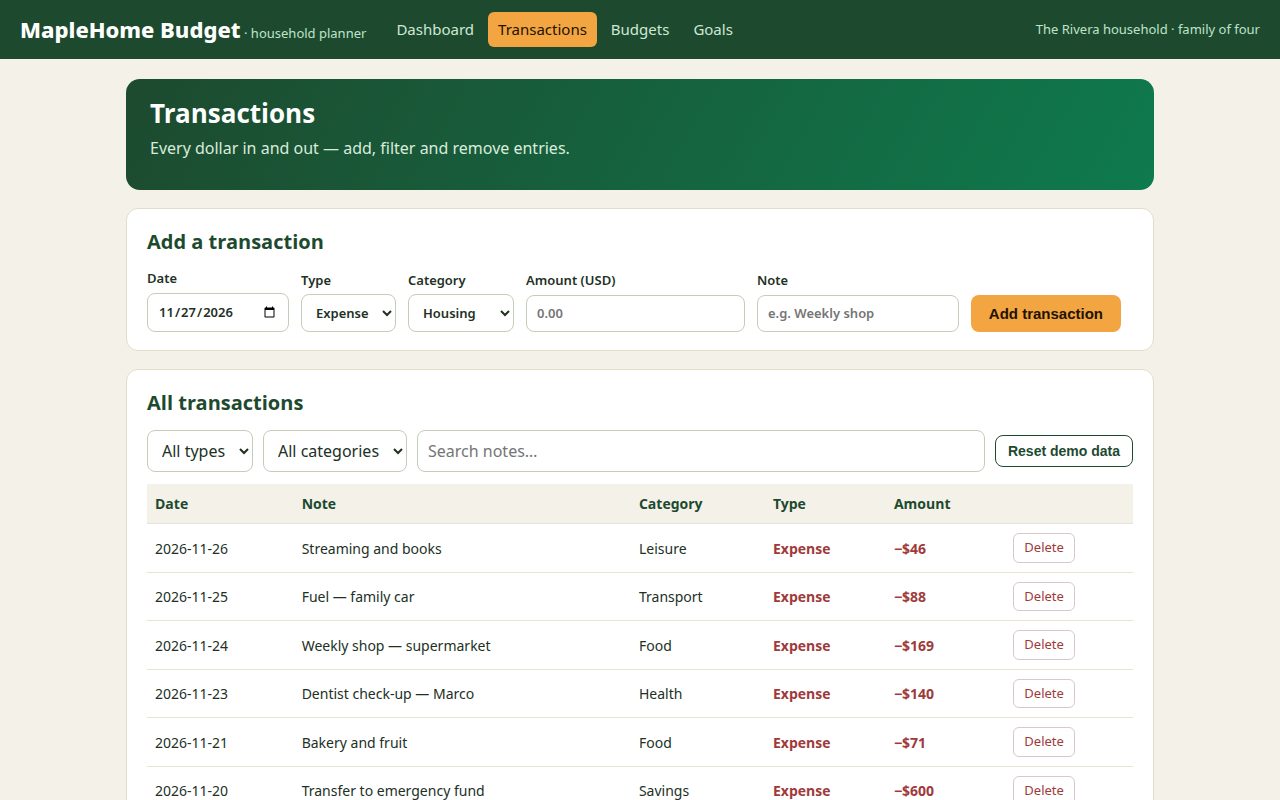 MapleHome Budget · household planner Dashboard Transactions Budgets Goals The Rivera household · family of four
Transactions
Every dollar in and out — add, filter and remove entries.
Add a transaction
Date Type Category Amount (USD) Note
11/27/2026 Expense Housing 0.00 e.g. Weekly shop Add transaction
All transactions
All types All categories Search notes... Reset demo data
Date Note Category Type Amount
2026-11-26 Streaming and books Leisure Expense −$46 Delete
2026-11-25 Fuel — family car Transport Expense −$88 Delete
2026-11-24 Weekly shop — supermarket Food Expense −$169 Delete
2026-11-23 Dentist check-up — Marco Health Expense −$140 Delete
2026-11-21 Bakery and fruit Food Expense −$71 Delete
2026-11-20 Transfer to emergency fund Savings Expense −$600 Delete